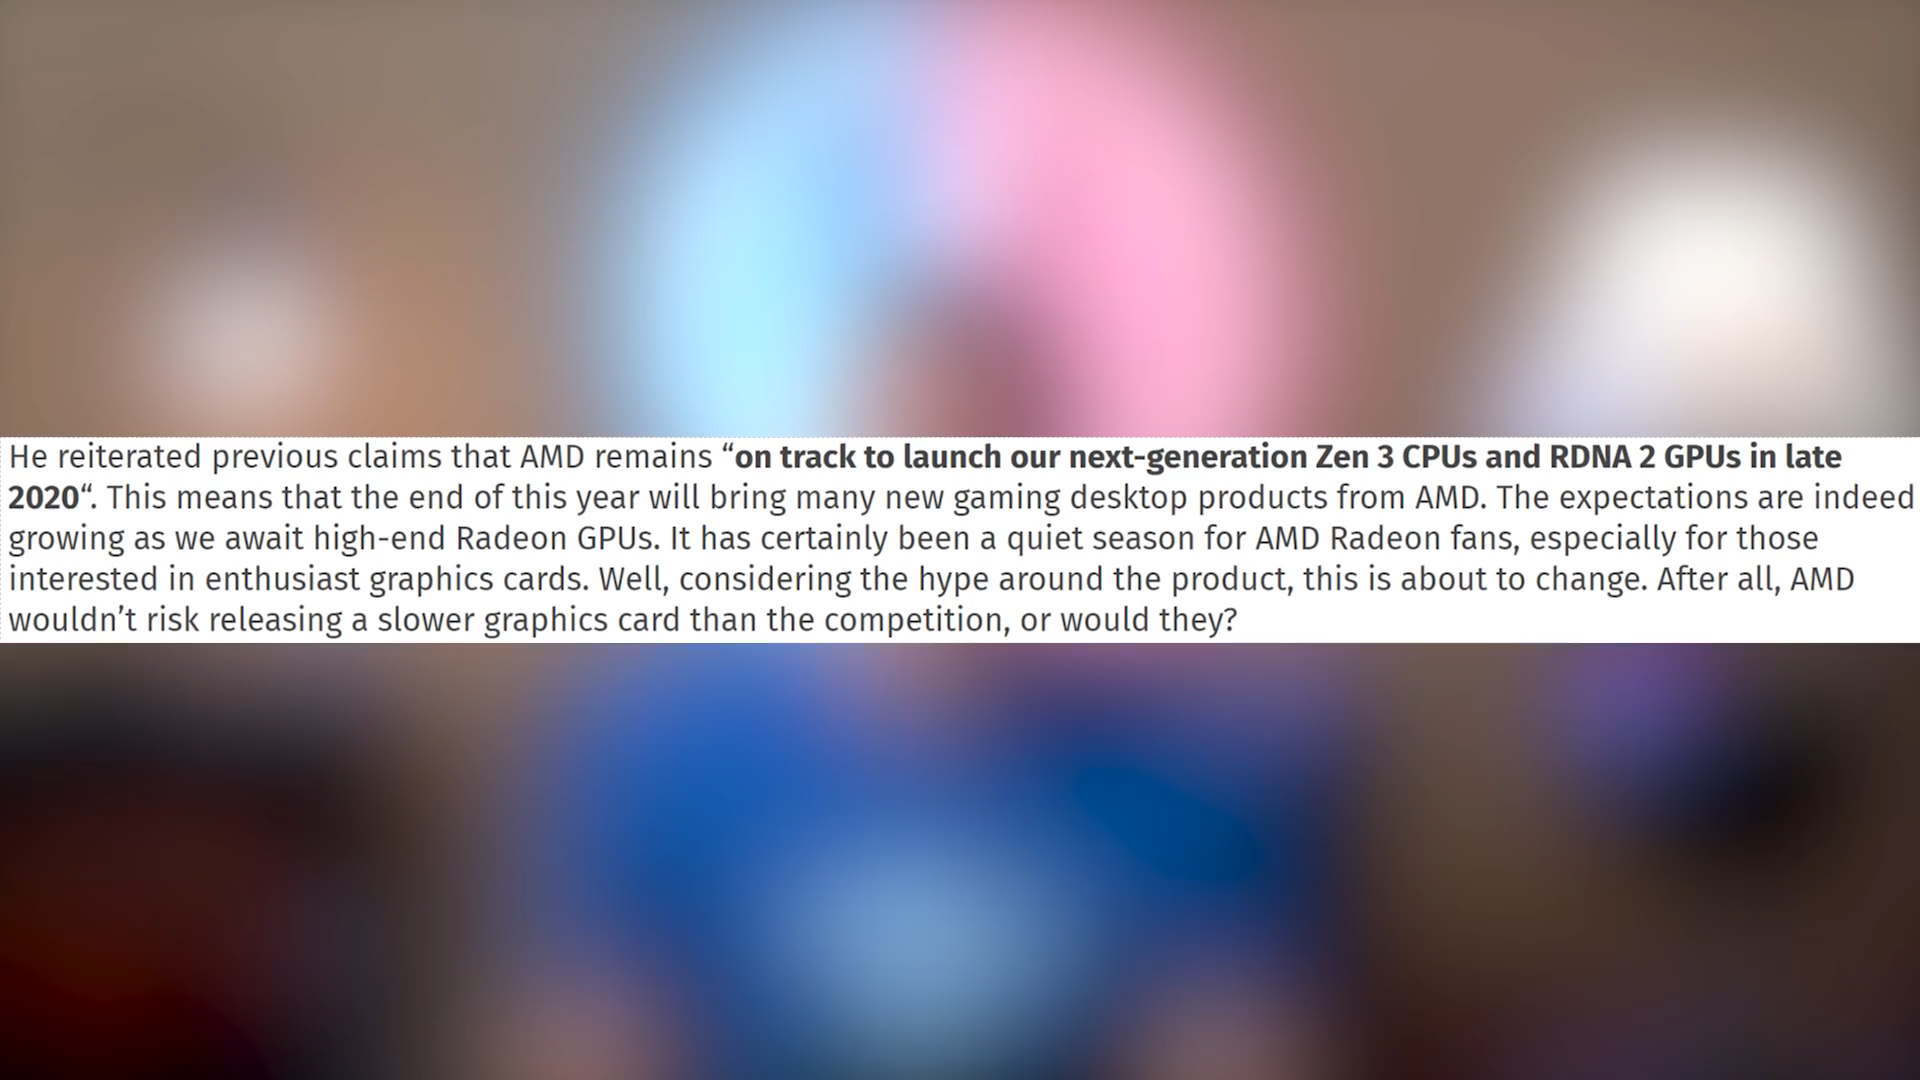 He reiterated previous claims that AMD remains “on track to launch our next-generation Zen 3 CPUs and RDNA 2 GPUs in late
2020“. This means that the end of this year will bring many new gaming desktop products from AMD. The expectations are indeed
growing as we await high-end Radeon GPUs. It has certainly been a quiet season for AMD Radeon fans, especially for those
interested in enthusiast graphics cards. Well, considering the hype around the product, this is about to change. After all, AMD
wouldn’t risk releasing a slower graphics card than the competition, or would they?